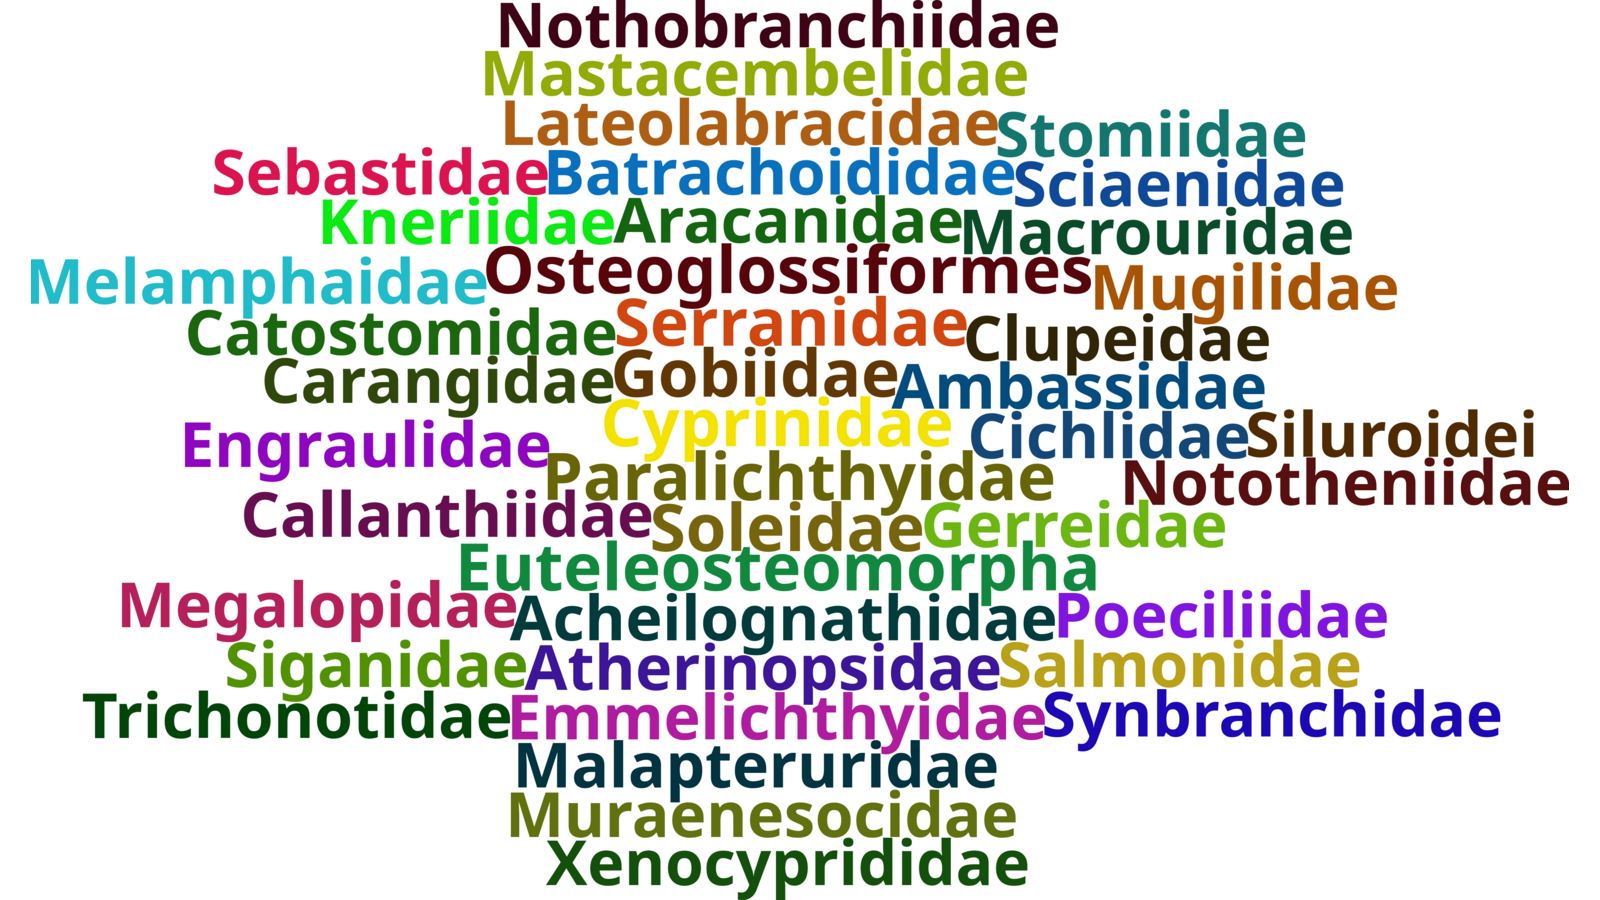 Nothobranchiidae
Mastacembelidae
Lateolabracidae Stomiidae
Sebastidae Batrachoididae Sciaenidae
Kneriidae Aracanidae Macrouridae
Melamphaidae Osteoglossiformes Mugilidae
Catostomidae Serranidae Clupeidae
Carangidae Gobiidae Ambassidae
Engraulidae Cyprinidae Cichlidae Siluroidei
Paralichthyidae Nototheniidae
Callanthiidae Soleidae Gerreidae
Euteleosteomorpha
Megalopidae Acheilognathidae Poeciliidae
Siganidae Atherinopsidae Salmonidae
Trichonotidae Emmelichthyidae Synbranchidae
Malapteruridae
Muraenesocidae
Xenocyprididae